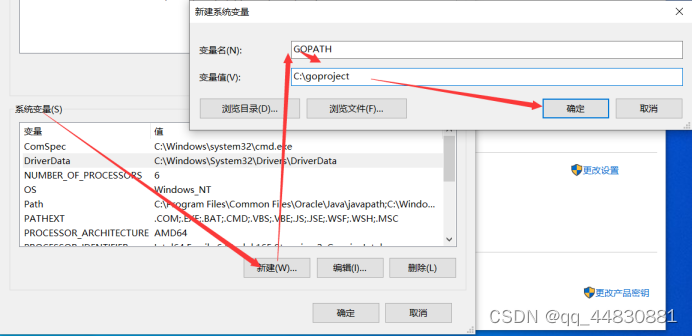 新建系统变量
变量名(N):
GOPATH
变量值(V):
C:\goproject
浏览目录(D)...
浏览文件(F)...
确定
取消
系统变量(S)
变量 值
ComSpec C:\Windows\system32\cmd.exe
DriverData C:\Windows\System32\Drivers\DriverData
NUMBER_OF_PROCESSORS 6
OS Windows_NT
Path C:\Program Files\Common Files\Oracle\Java\javapath;C:\Windo...
PATHEXT .COM;.EXE;.BAT;.CMD;.VBS;.VBE;.JS;.JSE;.WSF;.WSH;.MSC
PROCESSOR_ARCHITECTURE AMD64
新建(W)...
编辑(I)...
删除(L)
确定
取消
更改设置
更改产品密钥
CSDN @qq_44830881